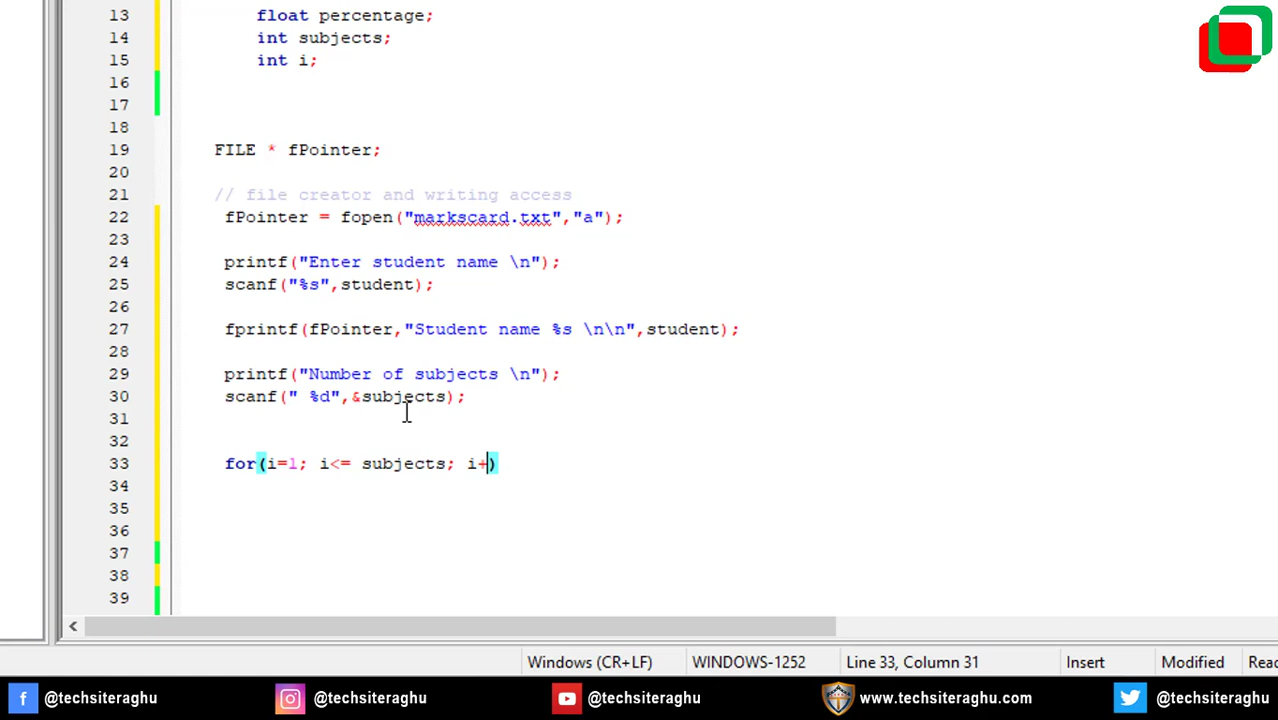 13 float percentage;
14 int subjects;
15 int i;
16
17
18
19 FILE * fPointer;
20
21 // file creator and writing access
22 fPointer = fopen("markscard.txt","a");
23
24 printf("Enter student name \n");
25 scanf("%s",student);
26
27 fprintf(fPointer,"Student name %s \n\n",student);
28
29 printf("Number of subjects \n");
30 scanf(" %d",&subjects);
31
32
33 for(i=1; i<= subjects; i+)
34
35
36
37
38
39
Windows (CR+LF) WINDOWS-1252 Line 33, Column 31 Insert Modified Reac
@techsiteraghu @techsiteraghu @techsiteraghu www.techsiteraghu.com @techsiteraghu